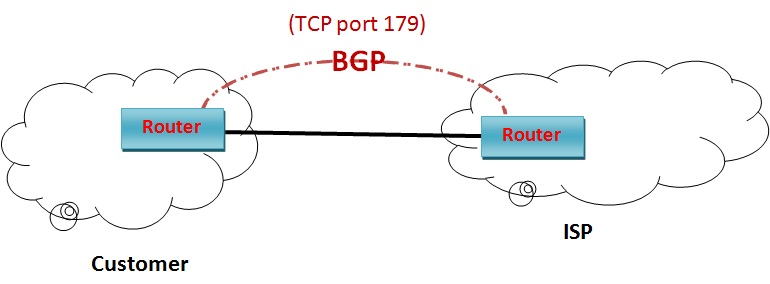 (TCP port 179)
BGP
Router
Router
ISP
Customer